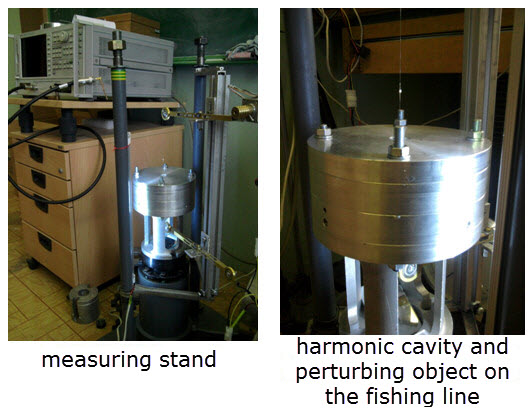 measuring stand
harmonic cavity and
perturbing object on
the fishing line